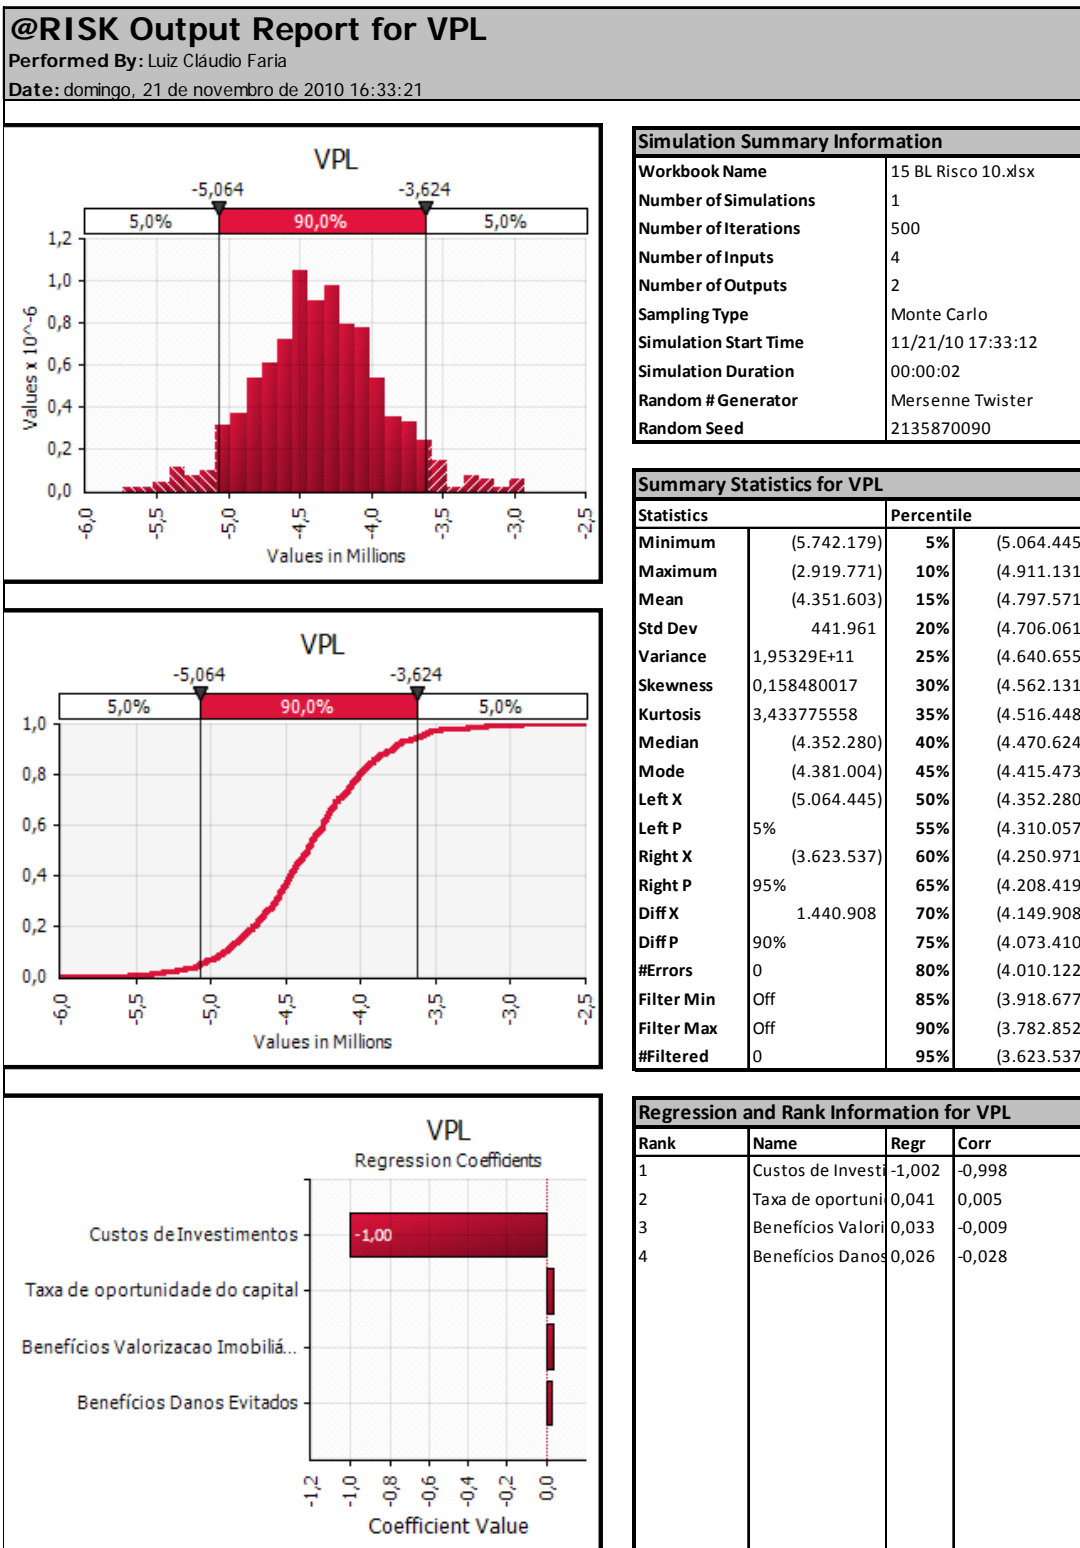 @RISK Output Report for VPL
Performed By: Luiz Cláudio Faria
Date: domingo, 21 de novembro de 2010 16:33:21
VPL
-5,064 -3,624
5,0% 90,0% 5,0%
1,2
1,0
0,8
0,6
0,4
0,2
0,0
Values x 10^-6
-6,0 -5,5 -5,0 -4,5 -4,0 -3,5 -3,0 -2,5
Values in Millions
VPL
-5,064 -3,624
5,0% 90,0% 5,0%
1,0
0,8
0,6
0,4
0,2
0,0
-6,0 -5,5 -5,0 -4,5 -4,0 -3,5 -3,0 -2,5
Values in Millions
VPL
Regression Coefficients
Custos de Investimentos -1,00
Taxa de oportunidade do capital
Benefícios Valorizacao Imobiliá...
Benefícios Danos Evitados
-1,2 -1,0 -0,8 -0,6 -0,4 -0,2 0,0
Coefficient Value
Simulation Summary Information
Workbook Name 15 BL Risco 10.xlsx
Number of Simulations 1
Number of Iterations 500
Number of Inputs 4
Number of Outputs 2
Sampling Type Monte Carlo
Simulation Start Time 11/21/10 17:33:12
Simulation Duration 00:00:02
Random # Generator Mersenne Twister
Random Seed 2135870090
Summary Statistics for VPL
Statistics Percentile
Minimum (5.742.179) 5% (5.064.445
Maximum (2.919.771) 10% (4.911.131
Mean (4.351.603) 15% (4.797.571
Std Dev 441.961 20% (4.706.061
Variance 1,95329E+11 25% (4.640.655
Skewness 0,158480017 30% (4.562.131
Kurtosis 3,433775558 35% (4.516.448
Median (4.352.280) 40% (4.470.624
Mode (4.381.004) 45% (4.415.473
Left X (5.064.445) 50% (4.352.280
Left P 5% 55% (4.310.057
Right X (3.623.537) 60% (4.250.971
Right P 95% 65% (4.208.419
Diff X 1.440.908 70% (4.149.908
Diff P 90% 75% (4.073.410
#Errors 0 80% (4.010.122
Filter Min Off 85% (3.918.677
Filter Max Off 90% (3.782.852
#Filtered 0 95% (3.623.537
Regression and Rank Information for VPL
Rank Name Regr Corr
1 Custos de Investi -1,002 -0,998
2 Taxa de oportuni 0,041 0,005
3 Benefícios Valori 0,033 -0,009
4 Benefícios Danos 0,026 -0,028